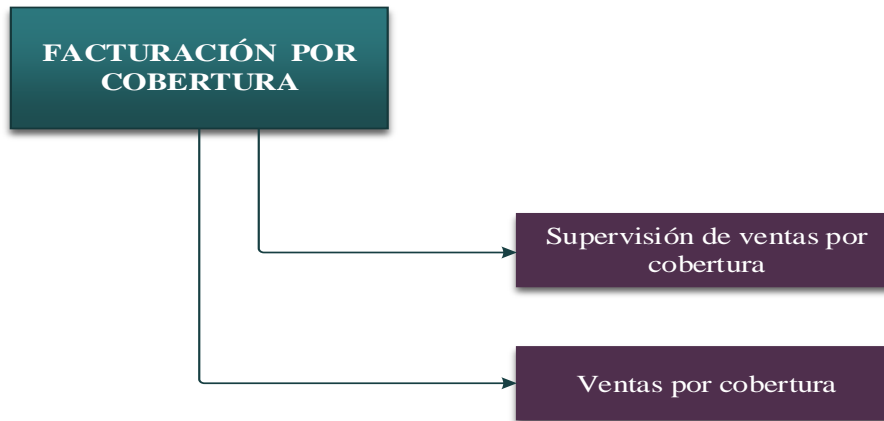 FACTURACIÓN POR
COBERTURA
Supervisión de ventas por
cobertura
Ventas por cobertura